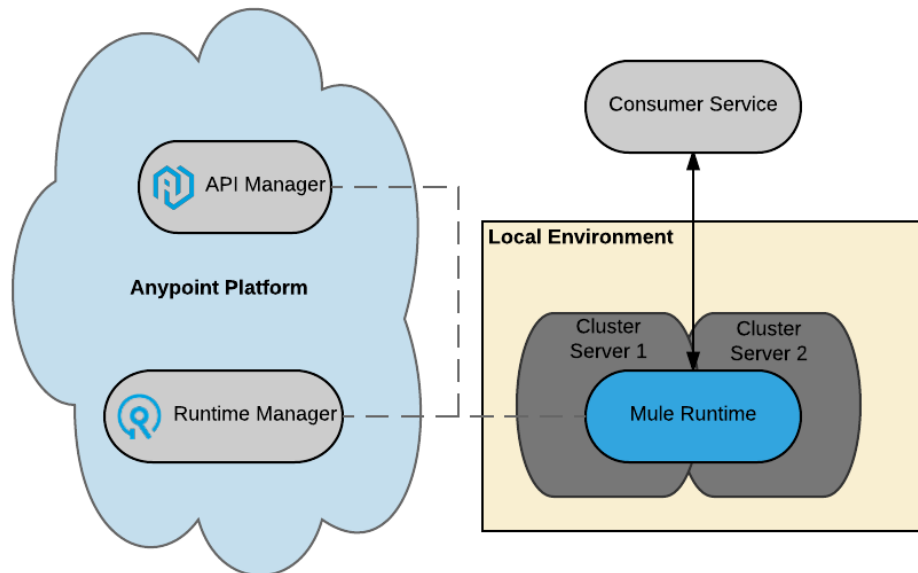 API Manager
Anypoint Platform
Runtime Manager
Consumer Service
Local Environment
Cluster
Server 1
Cluster
Server 2
Mule Runtime